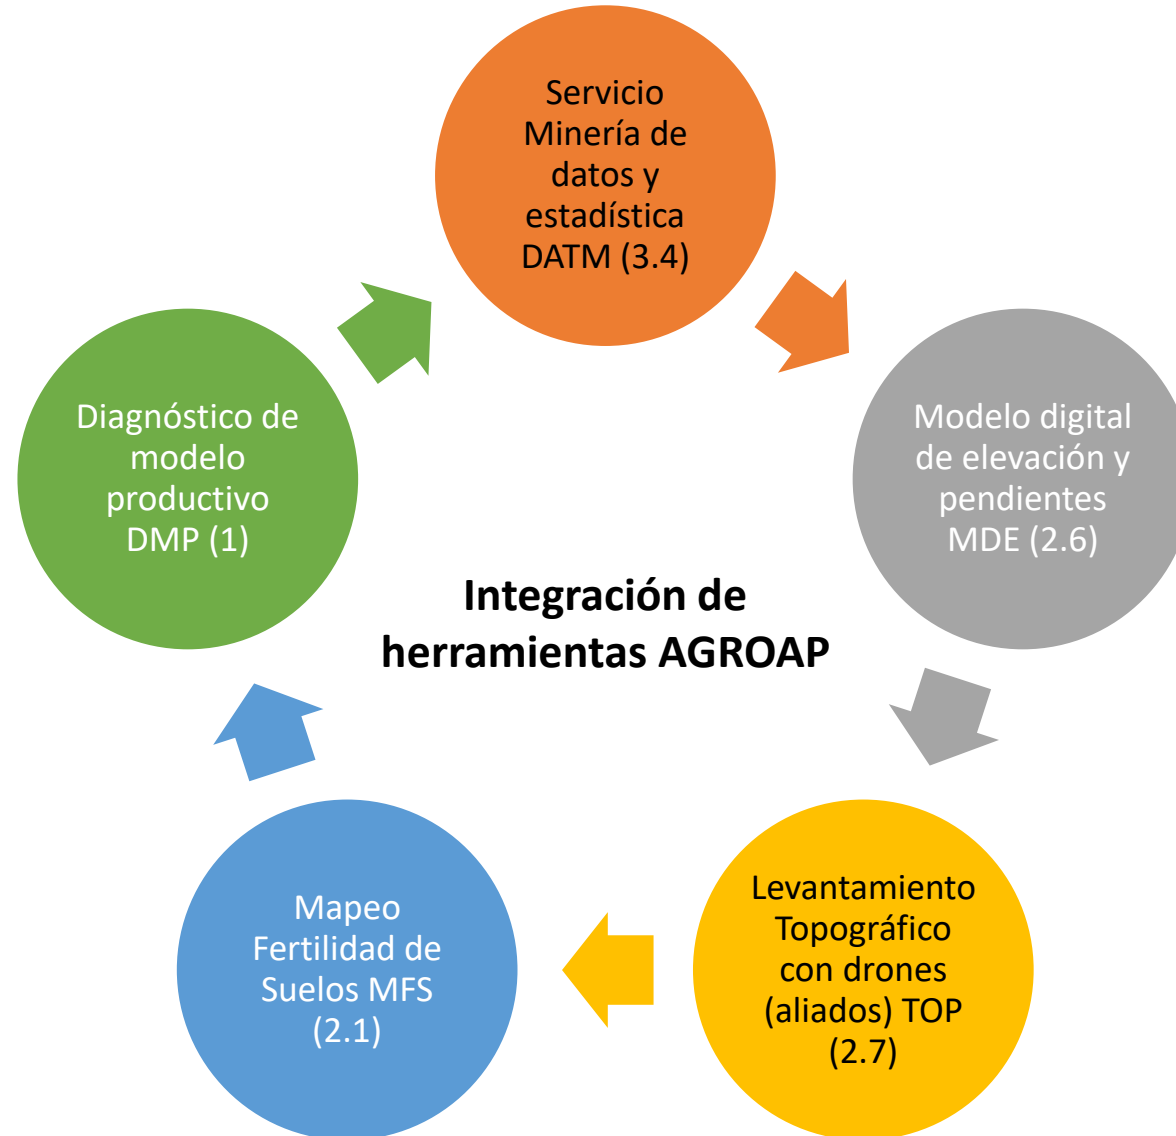 Servicio
Minería de
datos y
estadística
DATM (3.4)
Modelo digital
de elevación y
pendientes
MDE (2.6)
Levantamiento
Topográfico
con drones
(aliados) TOP
(2.7)
Mapeo
Fertilidad de
Suelos MFS
(2.1)
Diagnóstico de
modelo
productivo
DMP (1)
Integración de
herramientas AGROAP